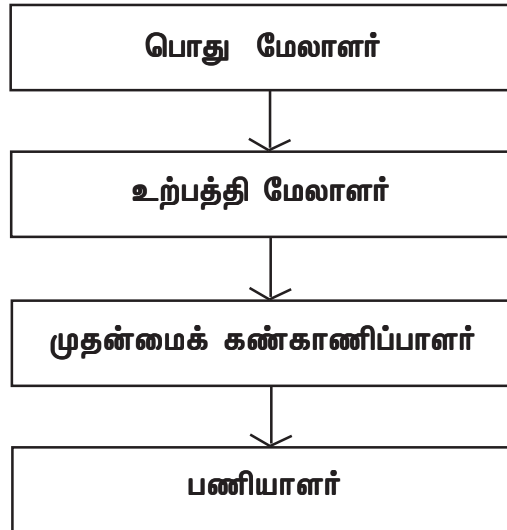 பொது மேலாளர்
உற்பத்தி மேலாளர்
முதன்மைக் கண்காணிப்பாளர்
பணியாளர்